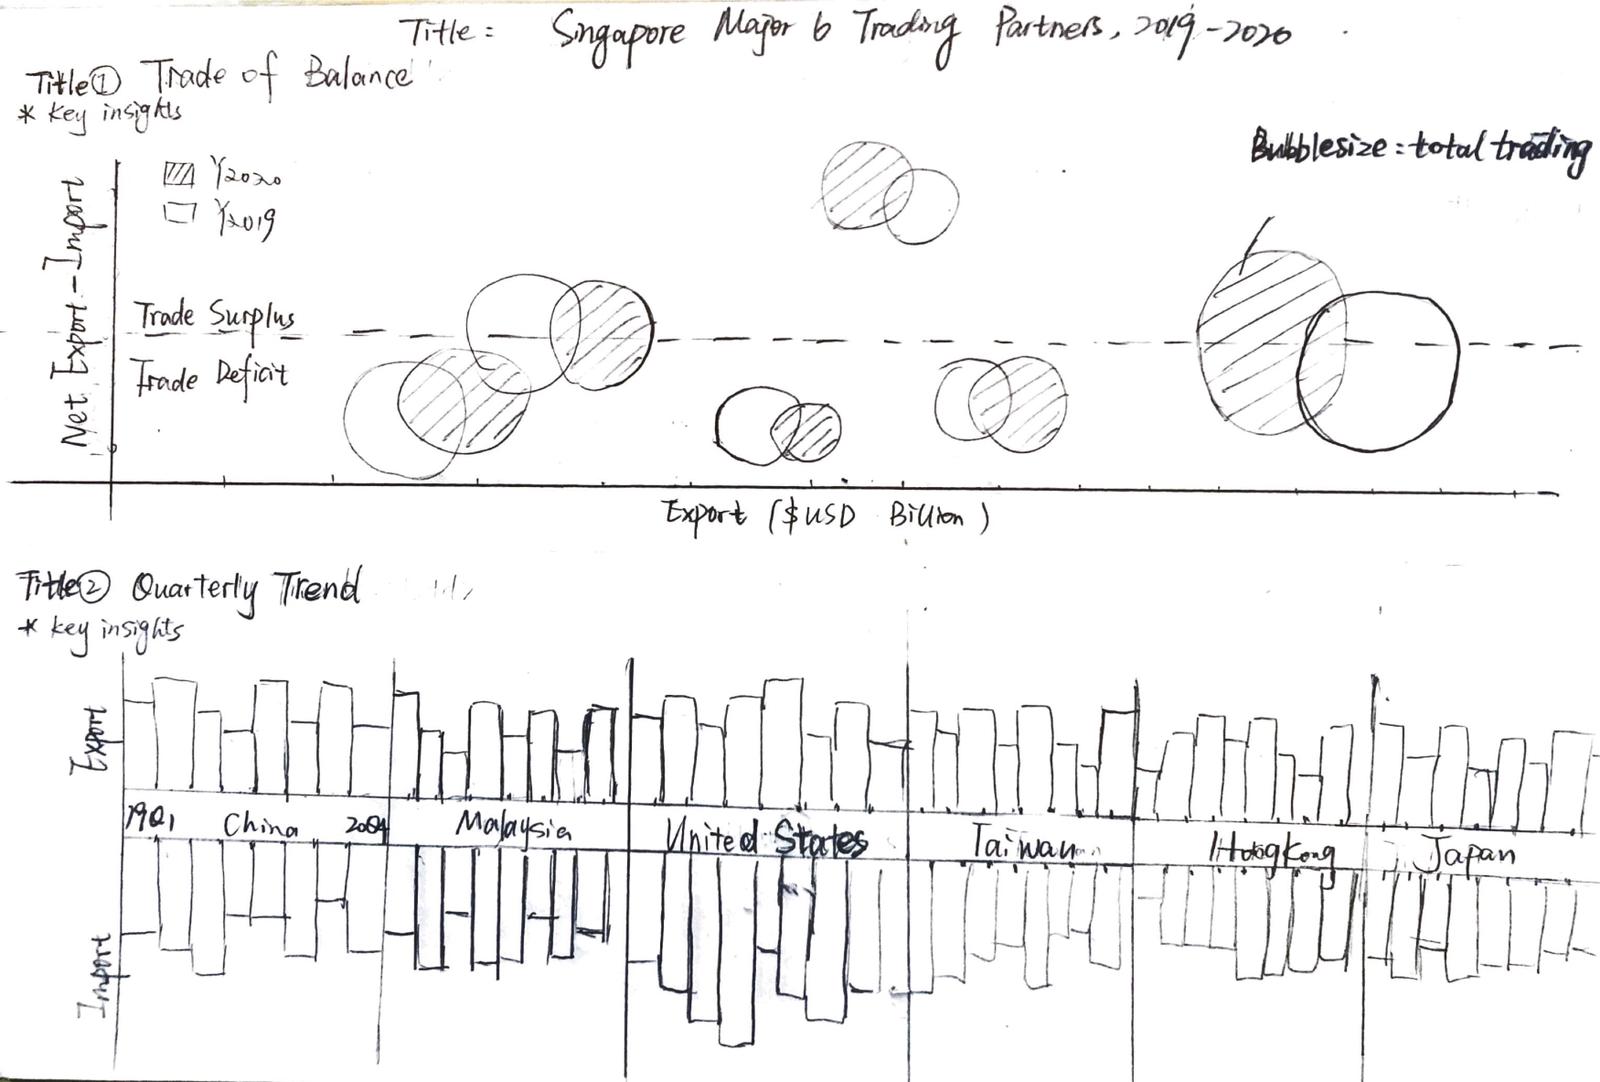 Title: Singapore Major 6 Trading Partners, 2019-2020
Title① Trade of Balance
* Key insights
Bubblesize = total trading
Y2020
Y2019
Net Export-Import
Trade Surplus
Trade Deficit
Export ($USD Billion)
Title② Quarterly Trend
* Key insights
Export
19Q1 China 20Q4 Malaysia United States Taiwan Hongkong Japan
Import